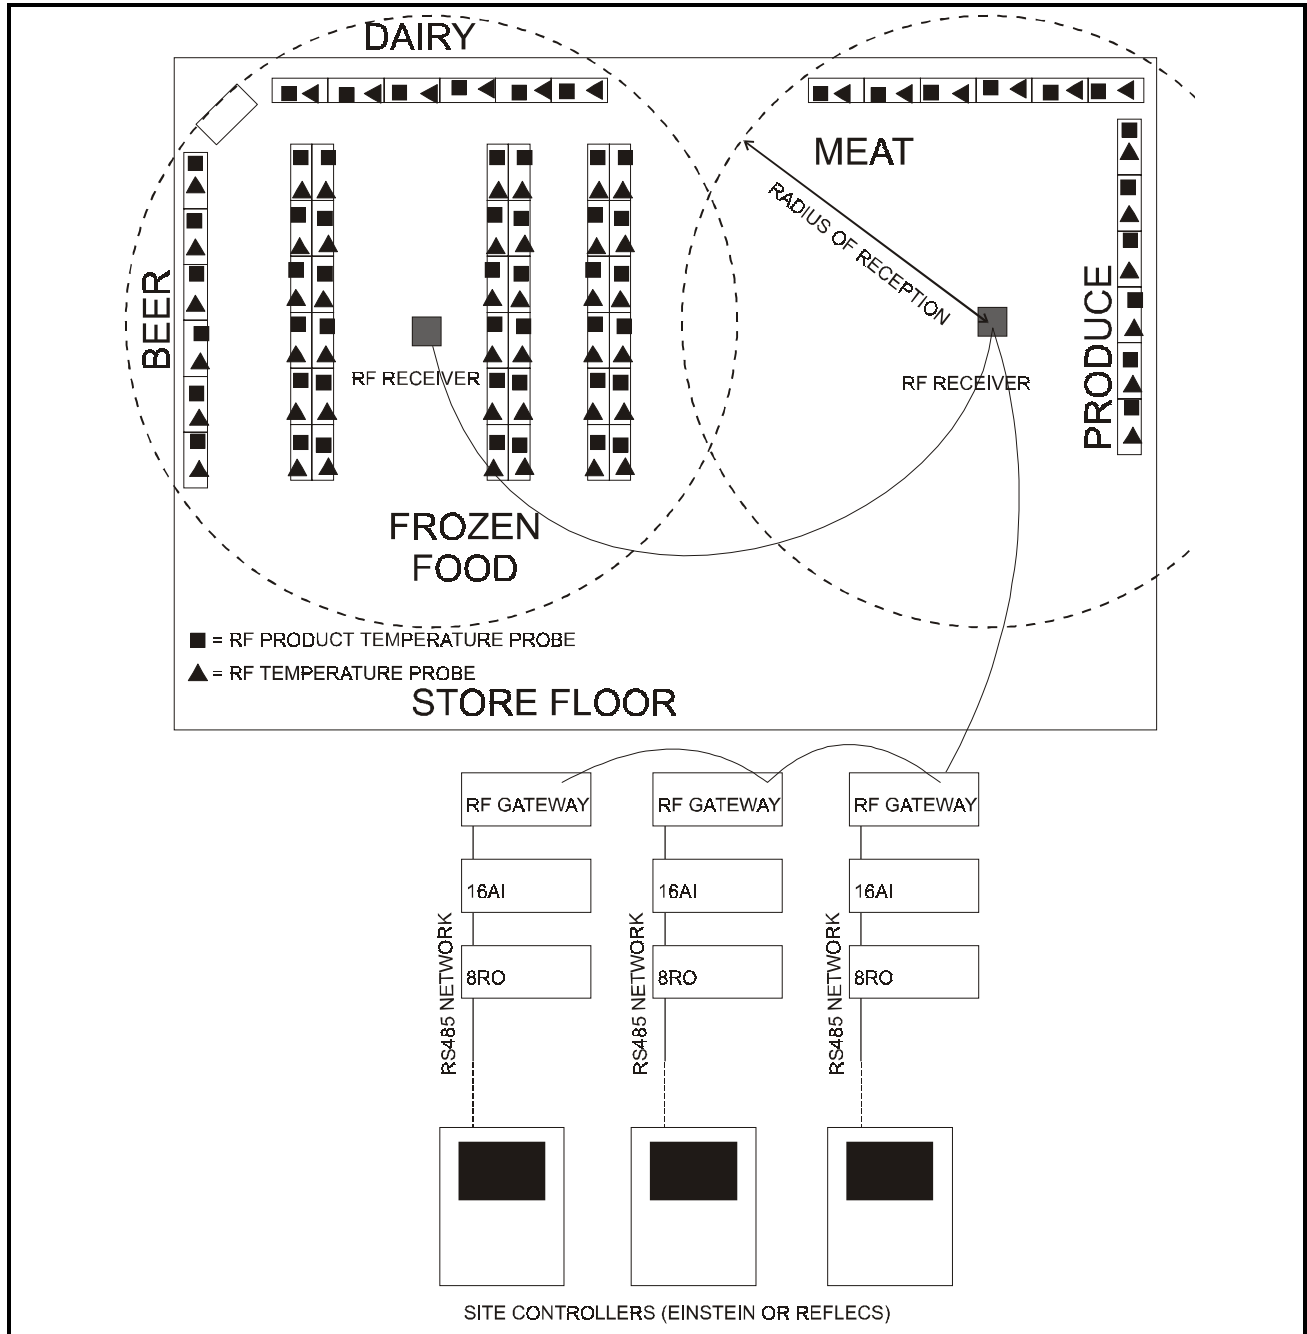 DAIRY
MEAT
RADIUS OF RECEPTION
BEER
PRODUCE
RF RECEIVER
RF RECEIVER
FROZEN
FOOD
= RF PRODUCT TEMPERATURE PROBE
= RF TEMPERATURE PROBE
STORE FLOOR
RF GATEWAY
RF GATEWAY
RF GATEWAY
16AI
16AI
16AI
8RO
8RO
8RO
RS485 NETWORK
RS485 NETWORK
RS485 NETWORK
SITE CONTROLLERS (EINSTEIN OR REFLECS)